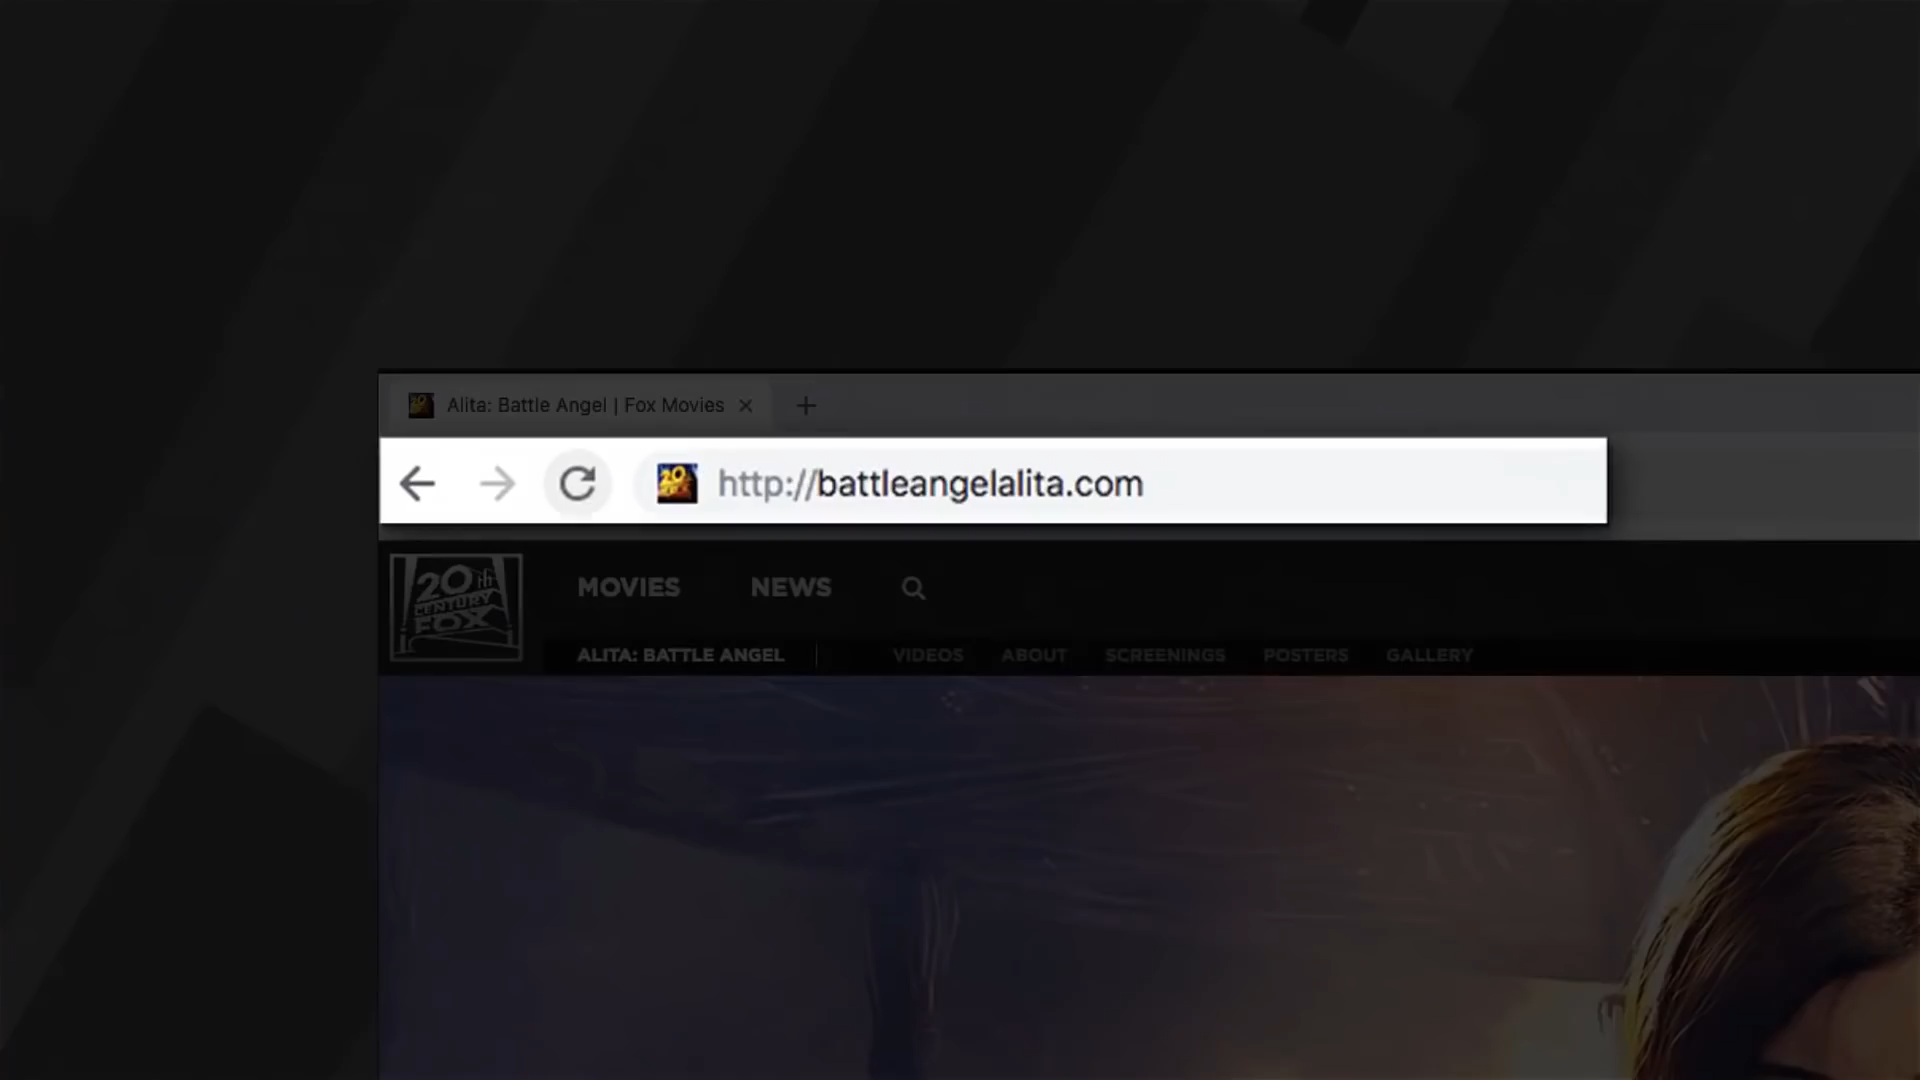 Alita: Battle Angel | Fox Movies
http://battleangelalita.com
20th
CENTURY
FOX
MOVIES NEWS
ALITA: BATTLE ANGEL VIDEOS ABOUT SCREENINGS POSTERS GALLERY